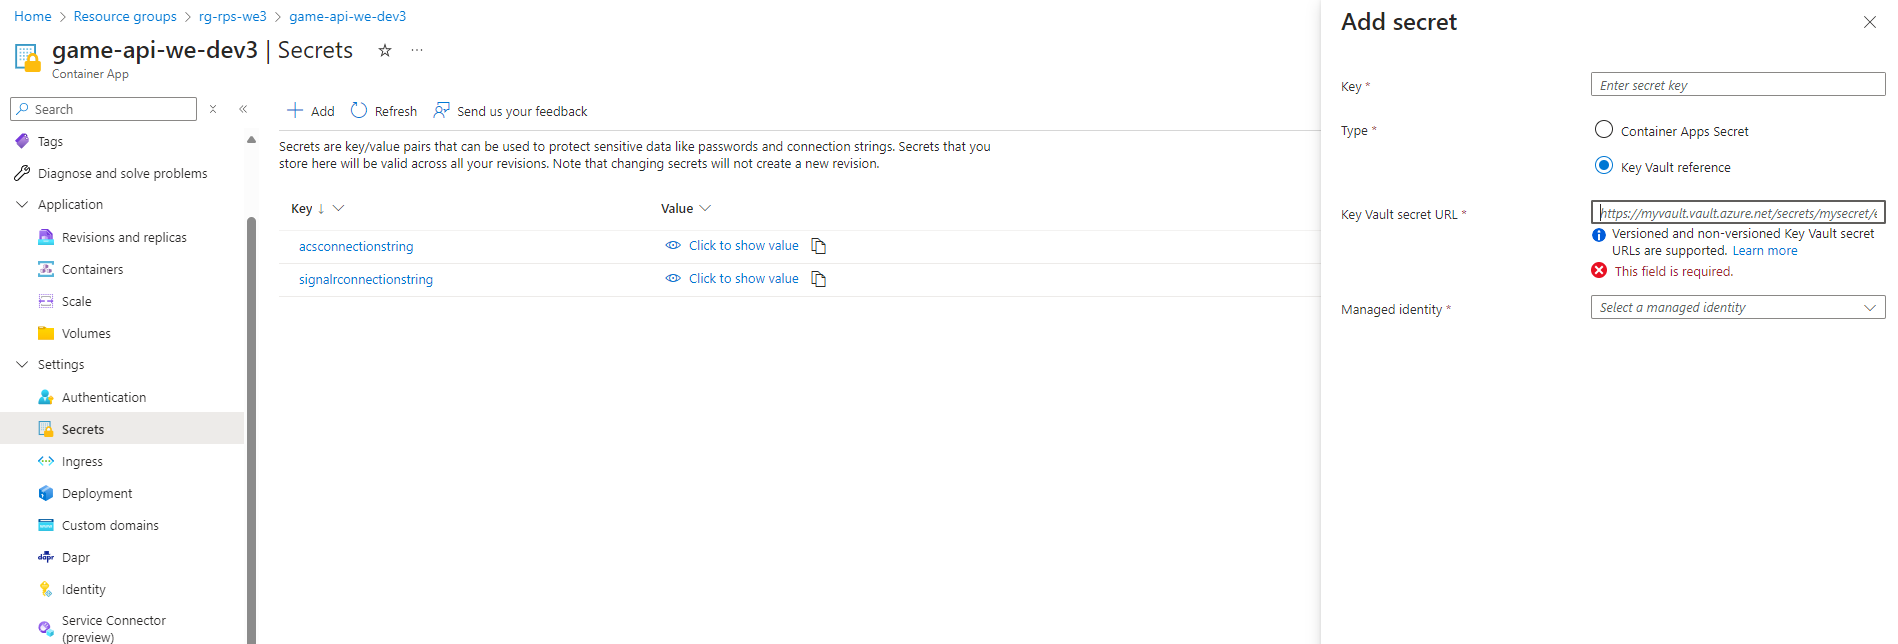 Home > Resource groups > rg-rps-we3 > game-api-we-dev3
game-api-we-dev3 | Secrets
Container App
Search
Tags
Diagnose and solve problems
Application
Revisions and replicas
Containers
Scale
Volumes
Settings
Authentication
Secrets
Ingress
Deployment
Custom domains
dapr Dapr
Identity
Service Connector
(preview)
Add Refresh Send us your feedback
Secrets are key/value pairs that can be used to protect sensitive data like passwords and connection strings. Secrets that you
store here will be valid across all your revisions. Note that changing secrets will not create a new revision.
Key ↓ Value
acsconnectionstring Click to show value
signalrconnectionstring Click to show value
Add secret
Key * Enter secret key
Type * Container Apps Secret
Key Vault reference
Key Vault secret URL * https://myvault.vault.azure.net/secrets/mysecret/
Versioned and non-versioned Key Vault secret
URLs are supported. Learn more
This field is required.
Managed identity * Select a managed identity